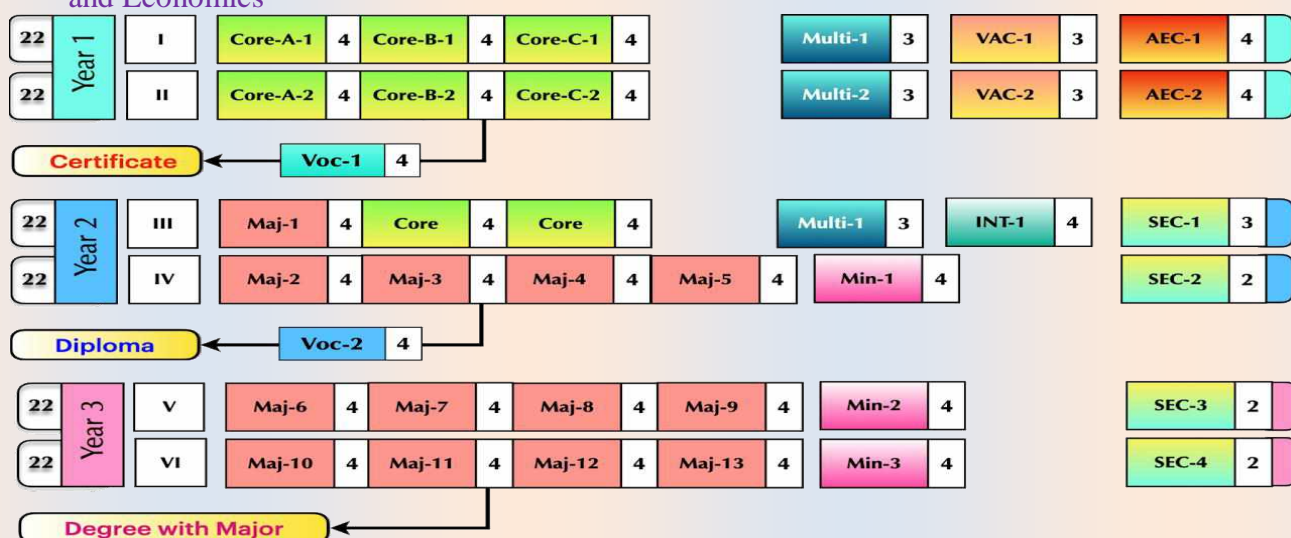 and Economics
22 Year 1 I Core-A-1 4 Core-B-1 4 Core-C-1 4 Multi-1 3 VAC-1 3 AEC-1 4
22 II Core-A-2 4 Core-B-2 4 Core-C-2 4 Multi-2 3 VAC-2 3 AEC-2 4
Certificate Voc-1 4
22 Year 2 III Maj-1 4 Core 4 Core 4 Multi-1 3 INT-1 4 SEC-1 3
22 IV Maj-2 4 Maj-3 4 Maj-4 4 Maj-5 4 Min-1 4 SEC-2 2
Diploma Voc-2 4
22 Year 3 V Maj-6 4 Maj-7 4 Maj-8 4 Maj-9 4 Min-2 4 SEC-3 2
22 VI Maj-10 4 Maj-11 4 Maj-12 4 Maj-13 4 Min-3 4 SEC-4 2
Degree with Major